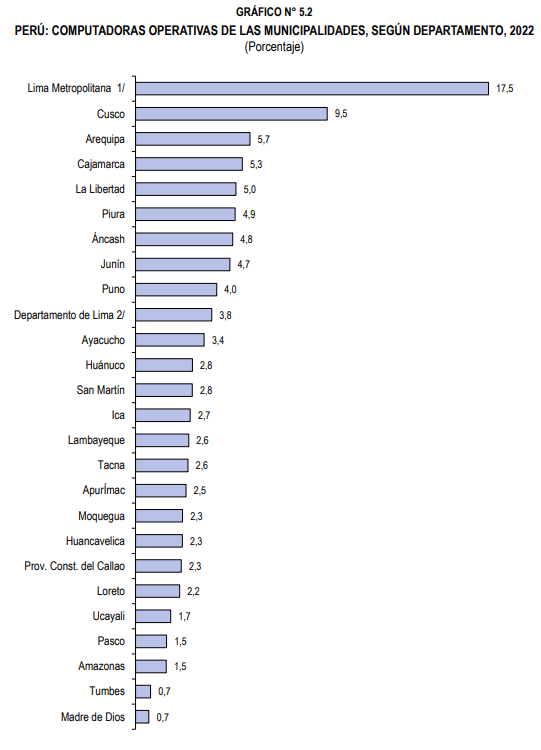 GRÁFICO Nº 5.2
PERÚ: COMPUTADORAS OPERATIVAS DE LAS MUNICIPALIDADES, SEGÚN DEPARTAMENTO, 2022
(Porcentaje)
Lima Metropolitana 1/ 17,5
Cusco 9,5
Arequipa 5,7
Cajamarca 5,3
La Libertad 5,0
Piura 4,9
Áncash 4,8
Junín 4,7
Puno 4,0
Departamento de Lima 2/ 3,8
Ayacucho 3,4
Huánuco 2,8
San Martín 2,8
Ica 2,7
Lambayeque 2,6
Tacna 2,6
ApurÍmac 2,5
Moquegua 2,3
Huancavelica 2,3
Prov. Const. del Callao 2,3
Loreto 2,2
Ucayali 1,7
Pasco 1,5
Amazonas 1,5
Tumbes 0,7
Madre de Dios 0,7